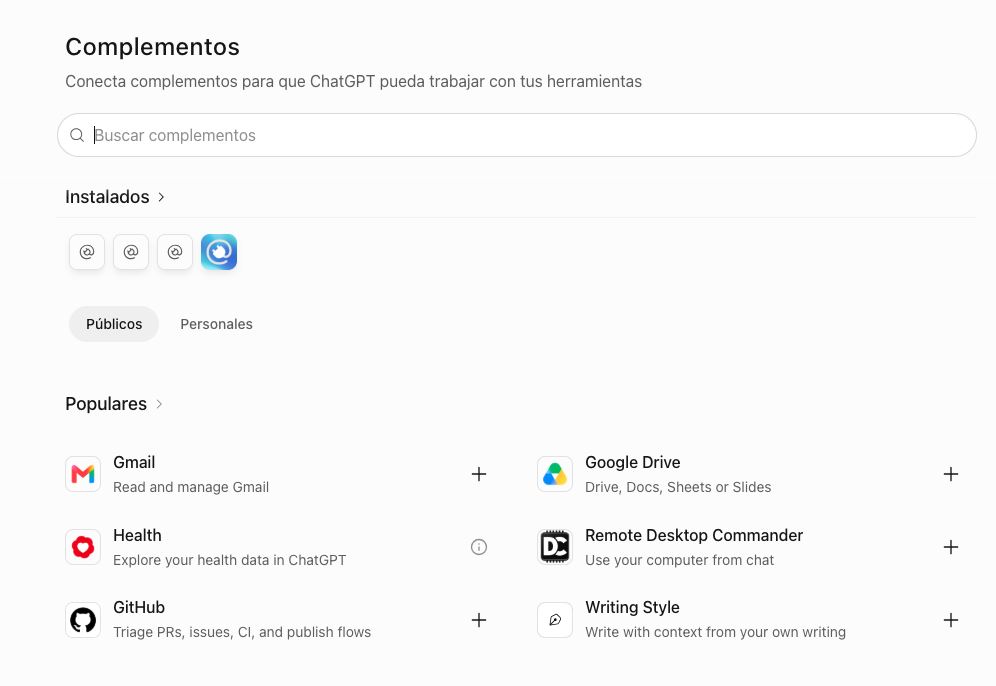 Complementos
Conecta complementos para que ChatGPT pueda trabajar con tus herramientas
Buscar complementos
Instalados
Públicos
Personales
Populares
Gmail
Read and manage Gmail
Google Drive
Drive, Docs, Sheets or Slides
Health
Explore your health data in ChatGPT
DC
Remote Desktop Commander
Use your computer from chat
GitHub
Triage PRs, issues, CI, and publish flows
Writing Style
Write with context from your own writing